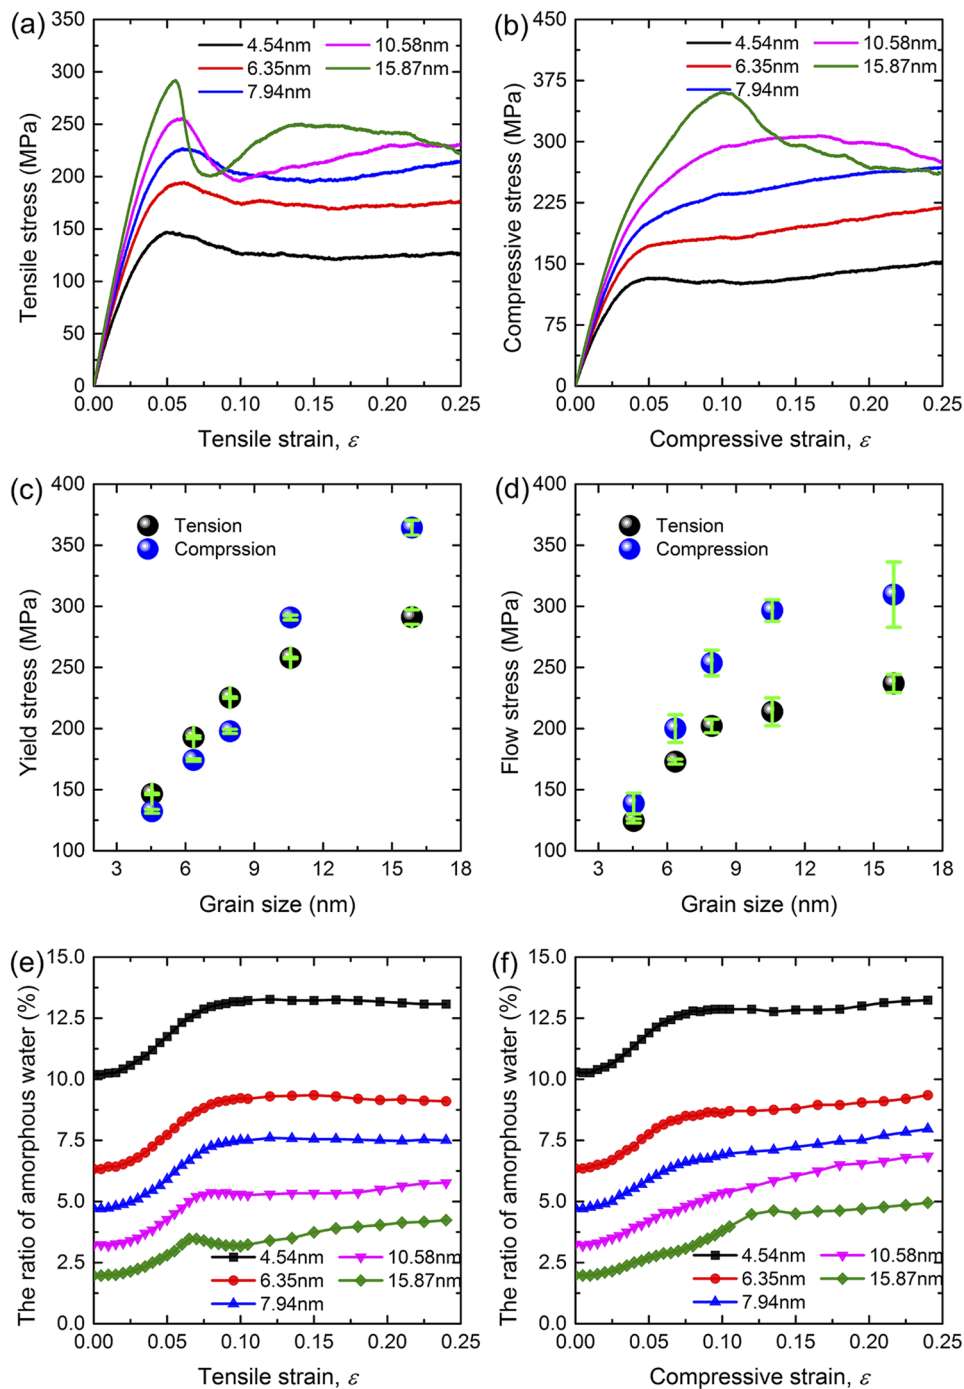 (a)
350
300
250
200
150
100
50
0
Tensile stress (MPa)
4.54nm
10.58nm
6.35nm
15.87nm
7.94nm
0.00 0.05 0.10 0.15 0.20 0.25
Tensile strain, ε
(b)
450
375
300
225
150
75
0
Compressive stress (MPa)
4.54nm
10.58nm
6.35nm
15.87nm
7.94nm
0.00 0.05 0.10 0.15 0.20 0.25
Compressive strain, ε
(c)
400
350
300
250
200
150
100
Yield stress (MPa)
Tension
Comprssion
3 6 9 12 15 18
Grain size (nm)
(d)
400
350
300
250
200
150
100
Flow stress (MPa)
Tension
Compression
3 6 9 12 15 18
Grain size (nm)
(e)
15.0
12.5
10.0
7.5
5.0
2.5
0.0
The ratio of amorphous water (%)
4.54nm
10.58nm
6.35nm
15.87nm
7.94nm
0.00 0.05 0.10 0.15 0.20 0.25
Tensile strain, ε
(f)
15.0
12.5
10.0
7.5
5.0
2.5
0.0
The ratio of amorphous water (%)
4.54nm
10.58nm
6.35nm
15.87nm
7.94nm
0.00 0.05 0.10 0.15 0.20 0.25
Compressive strain, ε